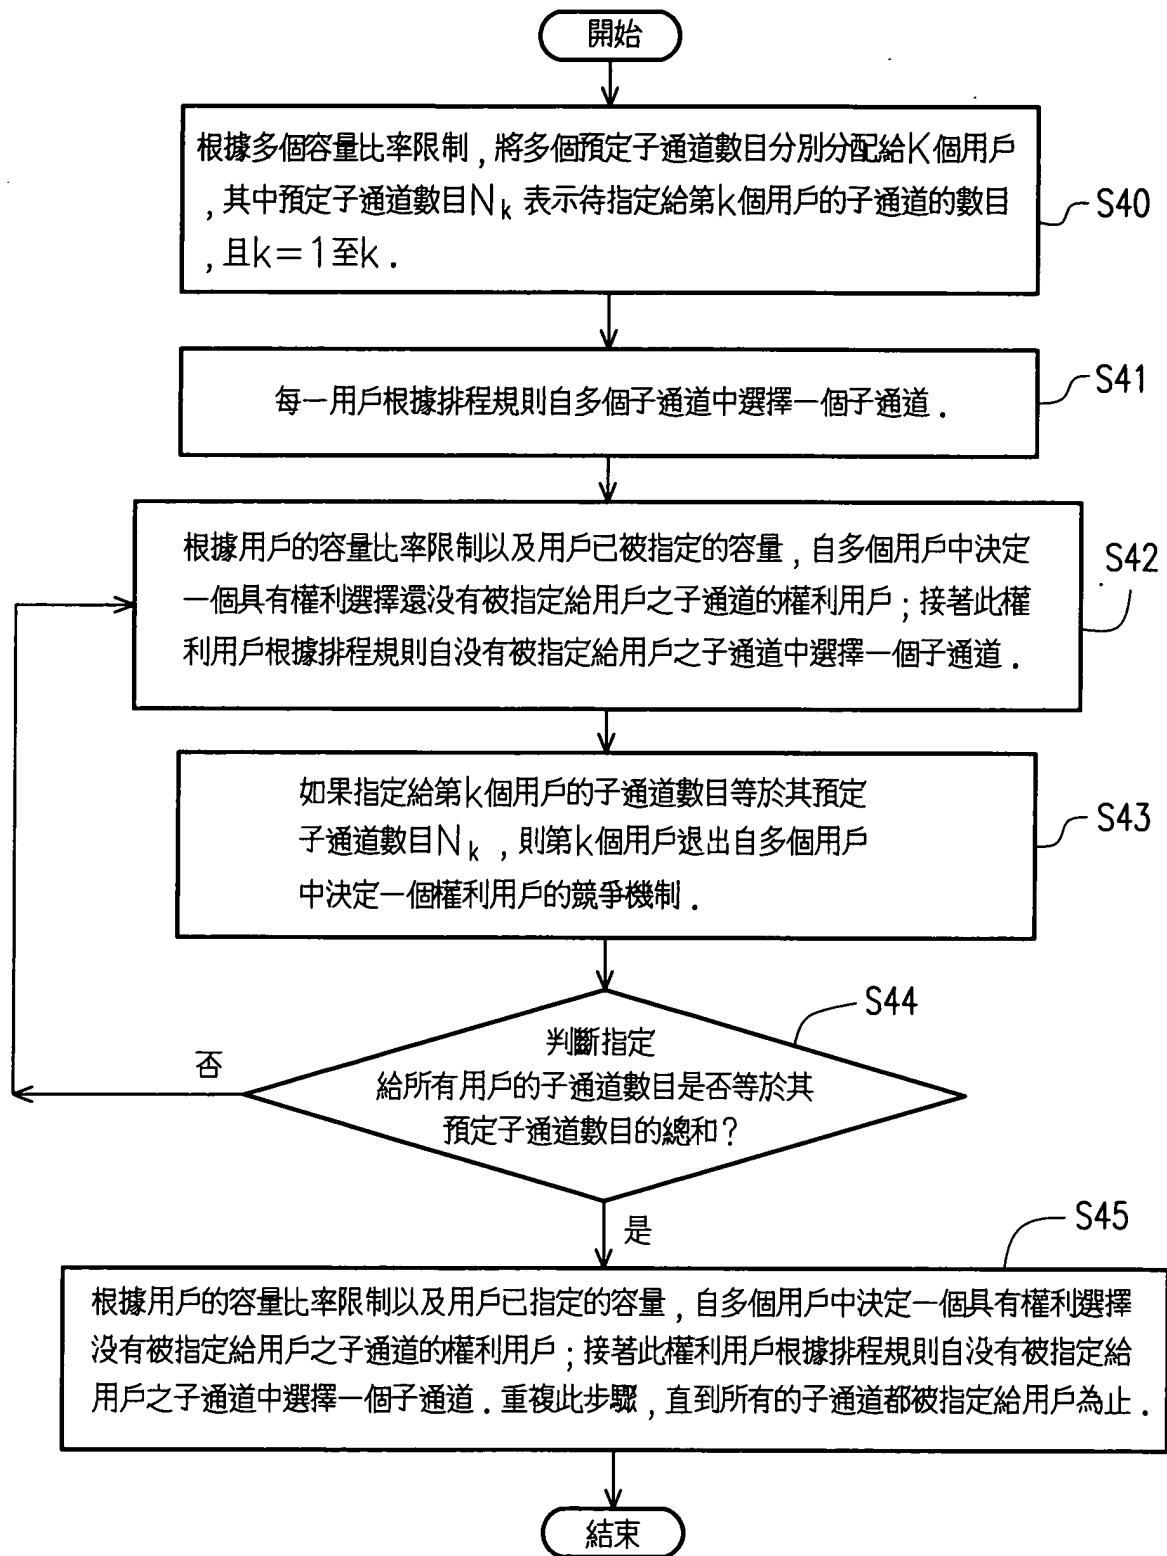 開始
根據多個容量比率限制,將多個預定子通道數目分別分配給K個用戶
,其中預定子通道數目Nk 表示待指定給第k個用戶的子通道的數目
,且k=1至k.
S40
每一用戶根據排程規則自多個子通道中選擇一個子通道.
S41
根據用戶的容量比率限制以及用戶已被指定的容量,自多個用戶中決定
一個具有權利選擇還没有被指定給用戶之子通道的權利用戶;接著此權
利用戶根據排程規則自没有被指定給用戶之子通道中選擇一個子通道.
S42
如果指定給第k個用戶的子通道數目等於其預定
子通道數目Nk ,則第k個用戶退出自多個用戶
中決定一個權利用戶的競爭機制.
S43
S44
判斷指定
給所有用戶的子通道數目是否等於其
預定子通道數目的總和?
否
是
S45
根據用戶的容量比率限制以及用戶已指定的容量,自多個用戶中決定一個具有權利選擇
没有被指定給用戶之子通道的權利用戶;接著此權利用戶根據排程規則自没有被指定給
用戶之子通道中選擇一個子通道.重複此步驟,直到所有的子通道都被指定給用戶為止.
結束